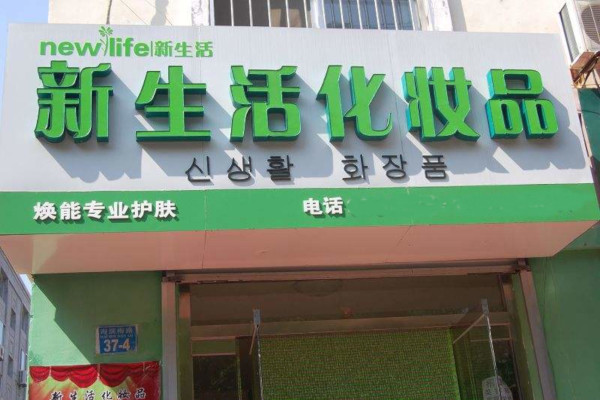 newlife|新生活
新生活化妆品
신생활 화장품
焕能专业护肤 电话
37-4
新生活化妆品